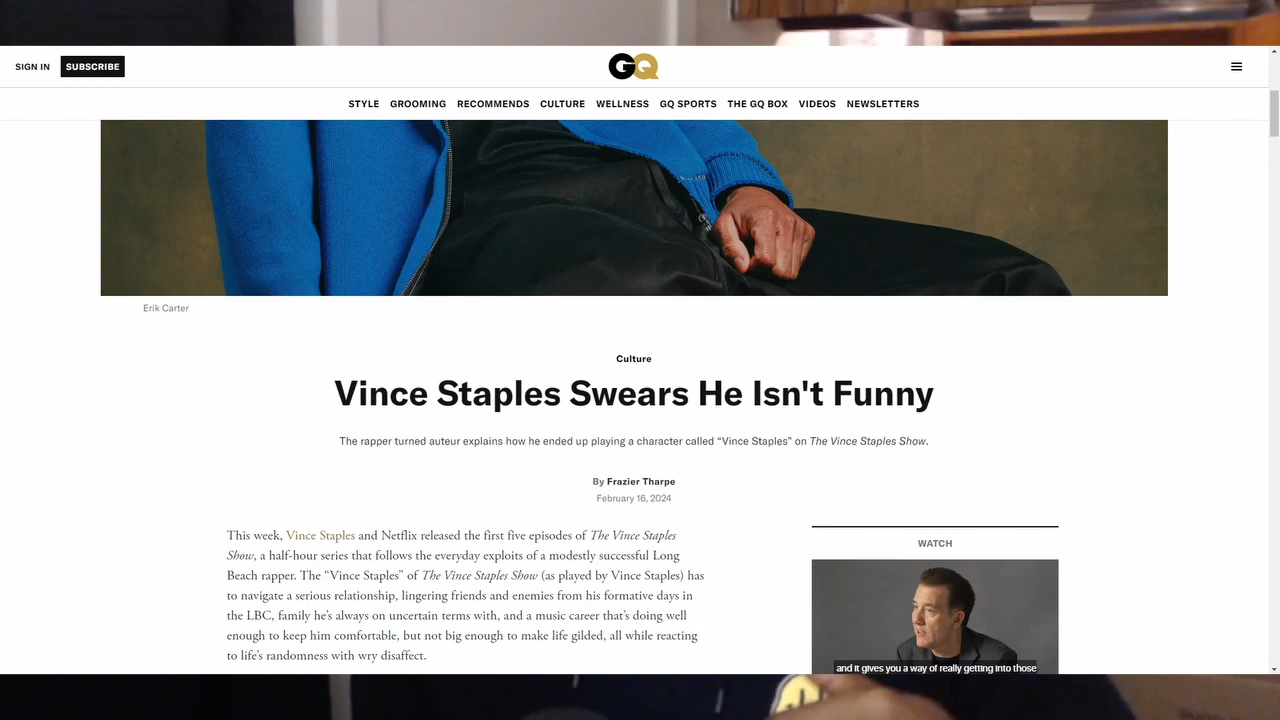 SIGN IN
SUBSCRIBE
GQ
STYLE GROOMING RECOMMENDS CULTURE WELLNESS GQ SPORTS THE GQ BOX VIDEOS NEWSLETTERS
Erik Carter
Culture
Vince Staples Swears He Isn't Funny
The rapper turned auteur explains how he ended up playing a character called “Vince Staples” on The Vince Staples Show.
By Frazier Tharpe
February 16, 2024
This week, Vince Staples and Netflix released the first five episodes of The Vince Staples
Show, a half-hour series that follows the everyday exploits of a modestly successful Long
Beach rapper. The “Vince Staples” of The Vince Staples Show (as played by Vince Staples) has
to navigate a serious relationship, lingering friends and enemies from his formative days in
the LBC, family he’s always on uncertain terms with, and a music career that’s doing well
enough to keep him comfortable, but not big enough to make life gilded, all while reacting
to life’s randomness with wry disaffect.
WATCH
and it gives you a way of really getting into those